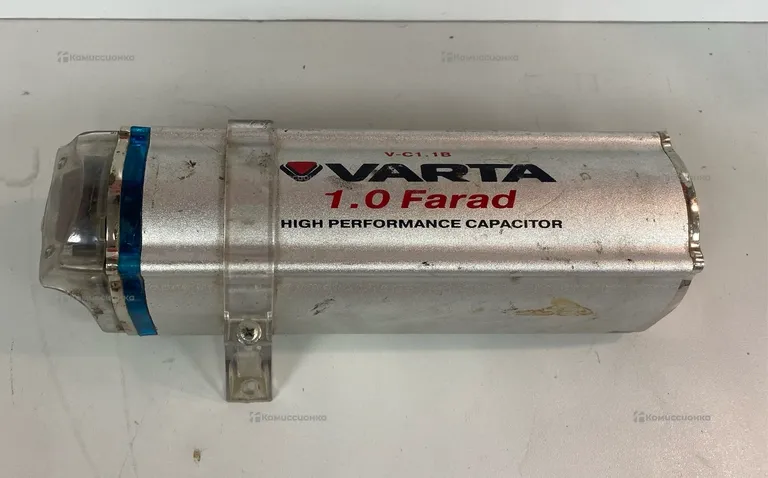 Комиссионка
Комиссионка
V-C1.1B
VARTA
1.0 Farad
HIGH PERFORMANCE CAPACITOR
Комиссионка
Комиссионка